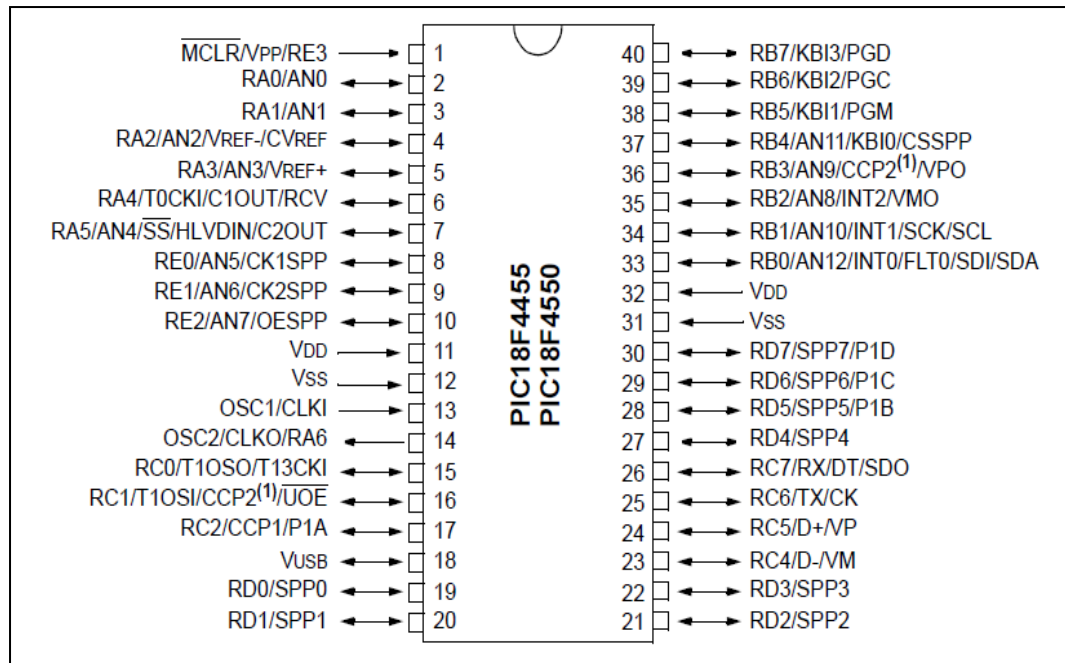 MCLR/VPP/RE3 1
RA0/AN0 2
RA1/AN1 3
RA2/AN2/VREF-/CVREF 4
RA3/AN3/VREF+ 5
RA4/T0CKI/C1OUT/RCV 6
RA5/AN4/SS/HLVDIN/C2OUT 7
RE0/AN5/CK1SPP 8
RE1/AN6/CK2SPP 9
RE2/AN7/OESPP 10
VDD 11
VSS 12
OSC1/CLKI 13
OSC2/CLKO/RA6 14
RC0/T1OSO/T13CKI 15
RC1/T1OSI/CCP2(1)/UOE 16
RC2/CCP1/P1A 17
VUSB 18
RD0/SPP0 19
RD1/SPP1 20
PIC18F4455
PIC18F4550
40 RB7/KBI3/PGD
39 RB6/KBI2/PGC
38 RB5/KBI1/PGM
37 RB4/AN11/KBI0/CSSPP
36 RB3/AN9/CCP2(1)/VPO
35 RB2/AN8/INT2/VMO
34 RB1/AN10/INT1/SCK/SCL
33 RB0/AN12/INT0/FLT0/SDI/SDA
32 VDD
31 VSS
30 RD7/SPP7/P1D
29 RD6/SPP6/P1C
28 RD5/SPP5/P1B
27 RD4/SPP4
26 RC7/RX/DT/SDO
25 RC6/TX/CK
24 RC5/D+/VP
23 RC4/D-/VM
22 RD3/SPP3
21 RD2/SPP2